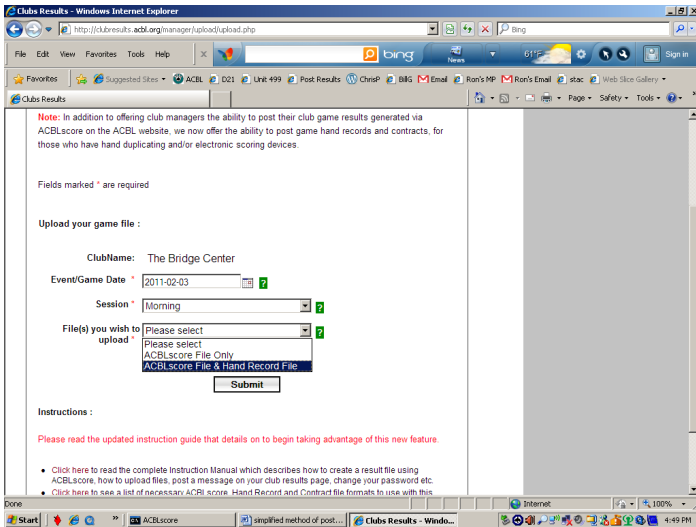 Clubs Results - Windows Internet Explorer
http://clubresults.acbl.org/manager/upload/upload.php
Bing
File Edit View Favorites Tools Help
bing
News
61°F
Sign in
Favorites
Suggested Sites
ACBL
D21
Unit 499
Post Results
ChrisP
BillG
Email
Ron's MP
Ron's Email
stac
Web Slice Gallery
Clubs Results
Page Safety Tools
Note: In addition to offering club managers the ability to post their club game results generated via
ACBLscore on the ACBL website, we now offer the ability to post game hand records and contracts, for
those who have hand duplicating and/or electronic scoring devices.
Fields marked * are required
Upload your game file :
ClubName: The Bridge Center
Event/Game Date * 2011-02-03 ?
Session * Morning ?
File(s) you wish to upload * Please select ?
Please select
ACBLscore File Only
ACBLscore File & Hand Record File
Submit
Instructions :
Please read the updated instruction guide that details on to begin taking advantage of this new feature.
• Click here to read the complete Instruction Manual which describes how to create a result file using
ACBLscore, how to upload files, post a message on your club results page, change your password etc.
• Click here to see a list of necessary ACBLscore, Hand Record and Contract file formats to use with this
Done
Internet
100%
Start
ACBLscore
simplified method of post...
Clubs Results - Windo...
4:49 PM